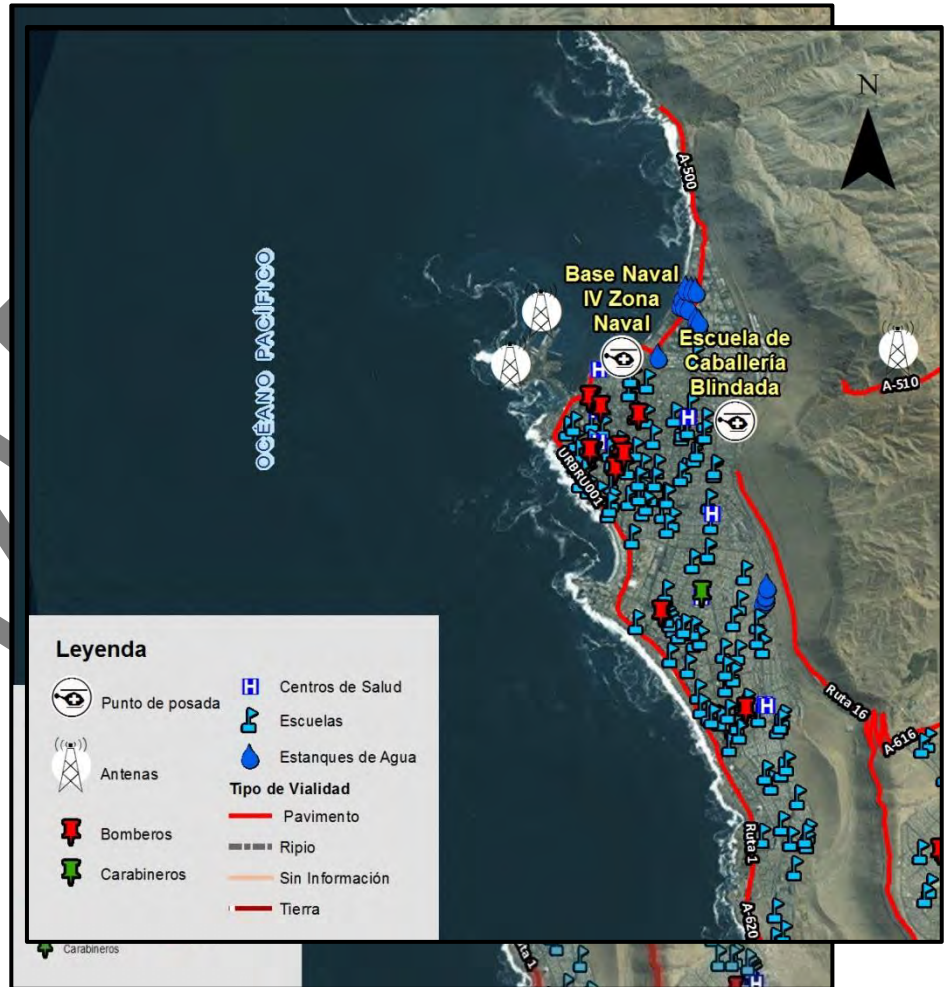 N
A-500
OCÉANO PACÍFICO
Base Naval
IV Zona
Naval
Escuela de
Caballería
Blindada
A-510
URBRU001
Ruta 16
A-616
Ruta 1
A-620
Leyenda
Punto de posada
Antenas
Bomberos
Carabineros
H Centros de Salud
Escuelas
Estanques de Agua
Tipo de Vialidad
Pavimento
Ripio
Sin Información
Tierra
Carabineros
ta 1